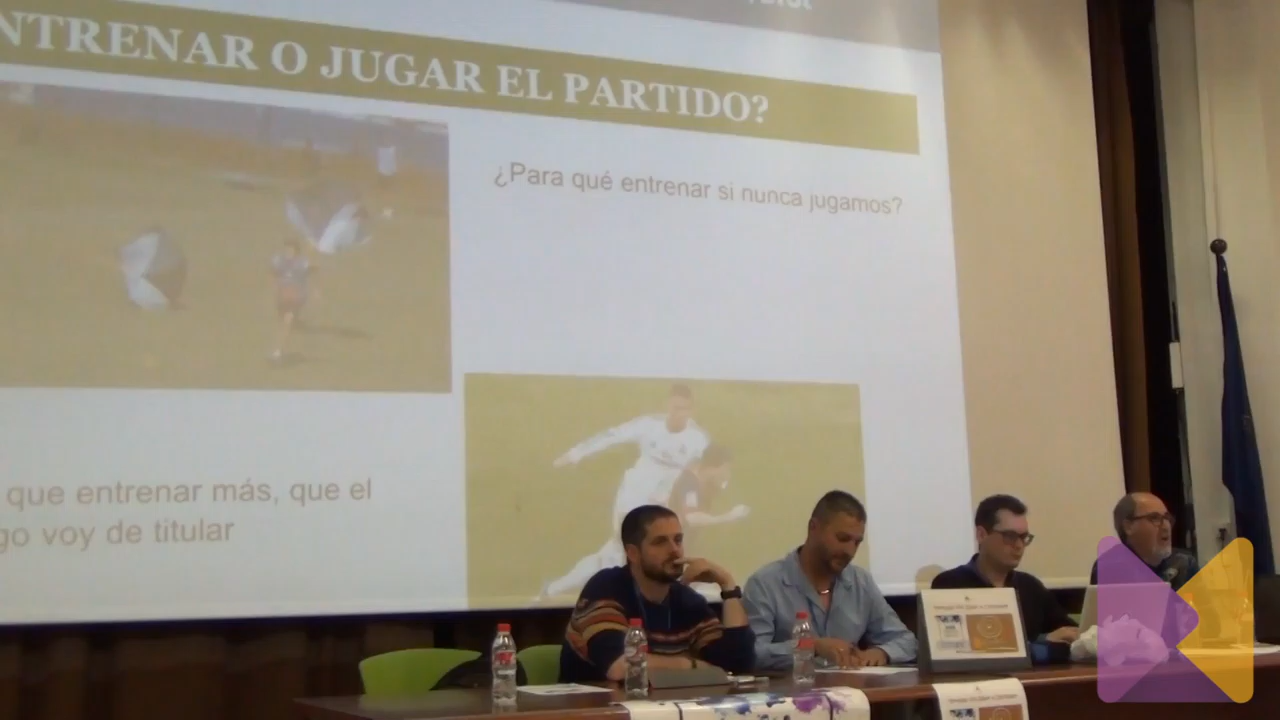 NTRENAR O JUGAR EL PARTIDO?
¿Para qué entrenar si nunca jugamos?
que entrenar más, que el
go voy de titular